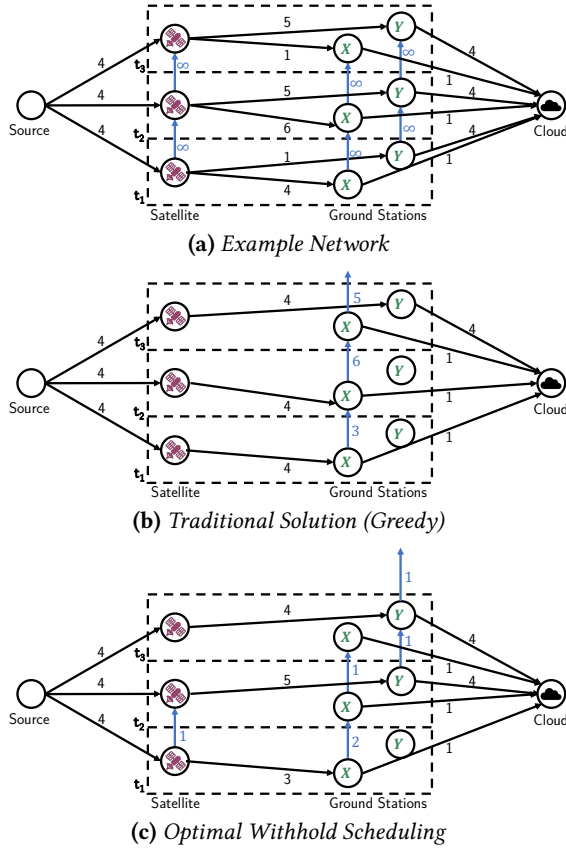 5
Y
4
4
1
X
∞
∞
∞
t₃
1
4
5
Y
4
Source
6
X
1
Cloud
∞
∞
∞
t₂
4
1
Y
4
1
4
X
t₁
Satellite
Ground Stations
(a) Example Network
4
5
Y
4
4
X
t₃
6
1
4
Y
Source
4
X
1
Cloud
t₂
4
3
Y
1
4
X
t₁
Satellite
Ground Stations
(b) Traditional Solution (Greedy)
1
4
Y
4
4
X
t₃
1
1
1
4
5
Y
4
Source
X
1
Cloud
t₂
1
2
4
Y
1
3
X
t₁
Satellite
Ground Stations
(c) Optimal Withhold Scheduling